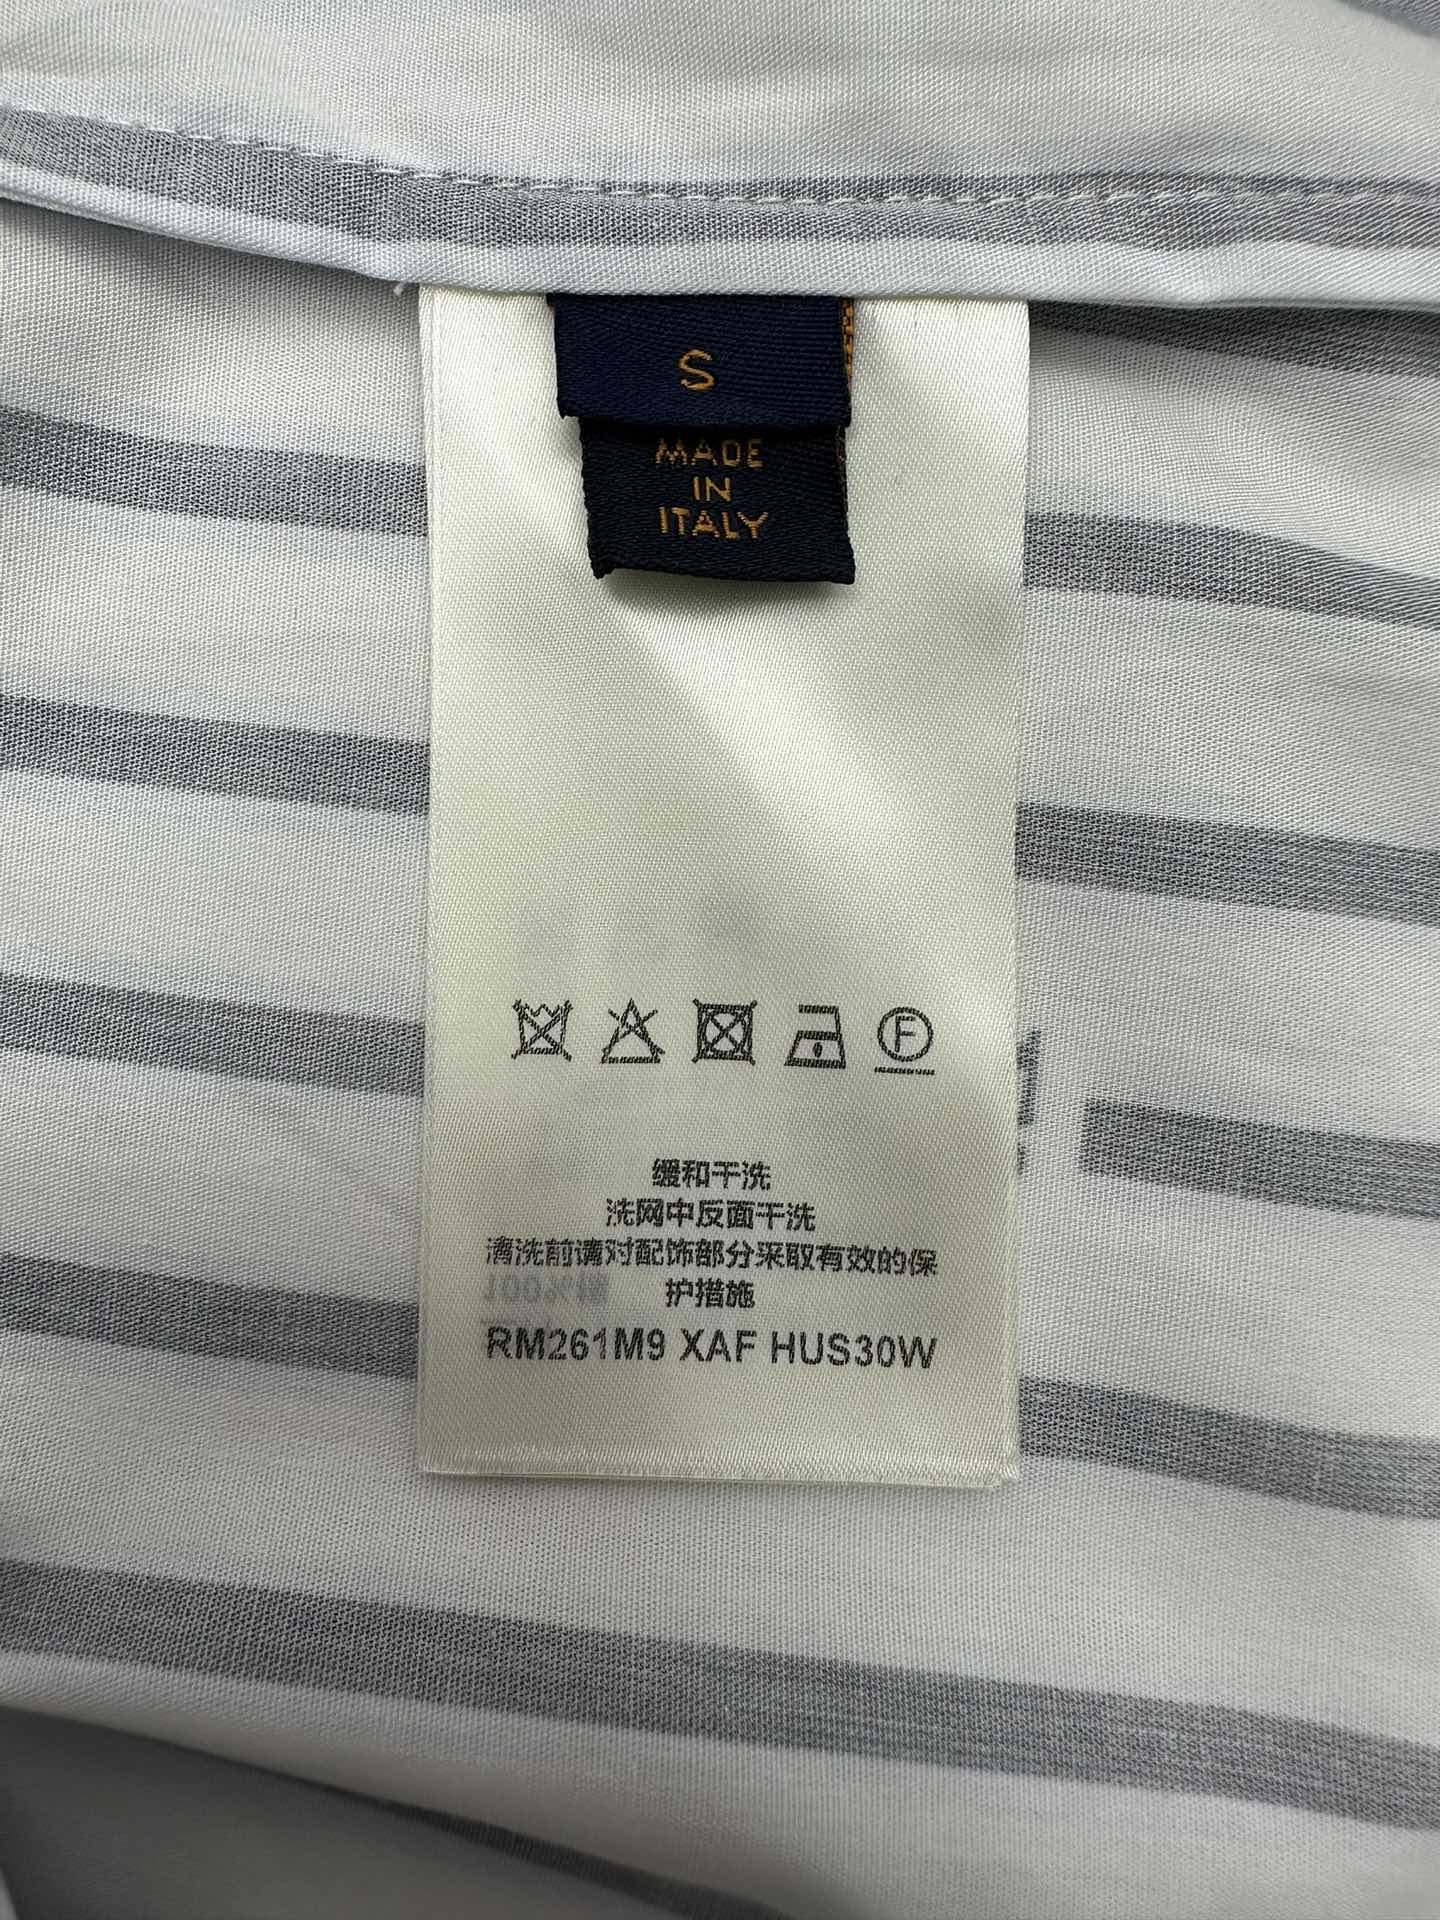 S
MADE
IN
ITALY
F
缓和干洗
洗网中反面干洗
清洗前请对配饰部分采取有效的保
护措施
RM261M9 XAF HUS30W